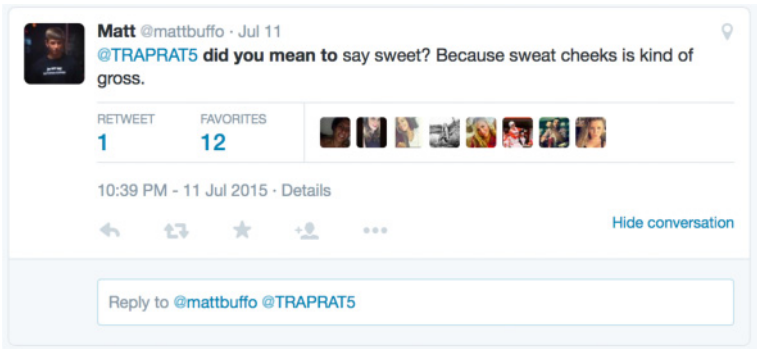 Matt @mattbuffo · Jul 11
@TRAPRAT5 did you mean to say sweet? Because sweat cheeks is kind of
gross.
RETWEET FAVORITES
1 12
10:39 PM - 11 Jul 2015 · Details
Hide conversation
Reply to @mattbuffo @TRAPRAT5